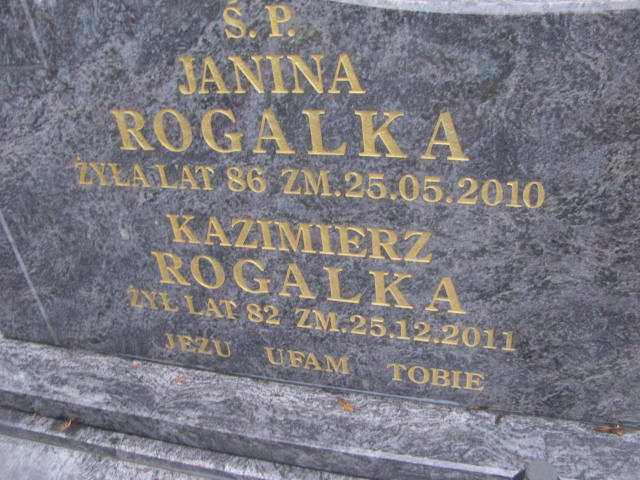 Ś.P.
JANINA
ROGALKA
ŻYŁA LAT 86 ZM.25.05.2010
KAZIMIERZ
ROGALKA
ŻYŁ LAT 82 ZM.25.12.2011
JEZU UFAM TOBIE